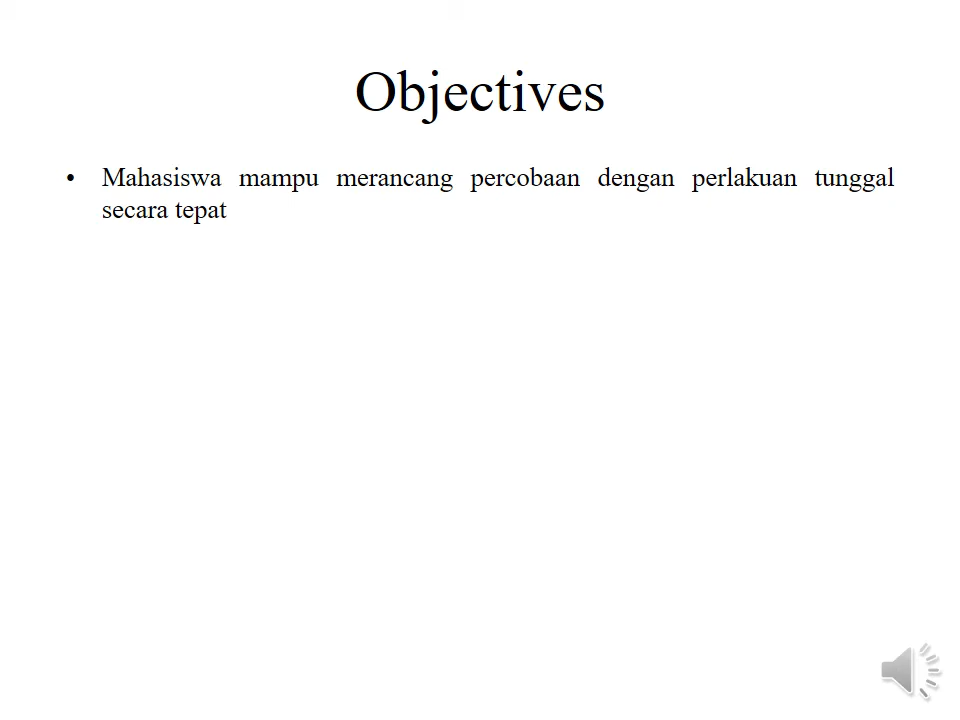 Objectives
• Mahasiswa mampu merancang percobaan dengan perlakuan tunggal
secara tepat